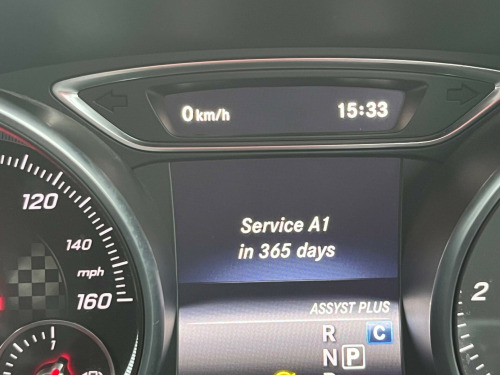 0 km/h 15:33
120
140
mph
160
Service A1
in 365 days
ASSYST PLUS
R C
N P
2